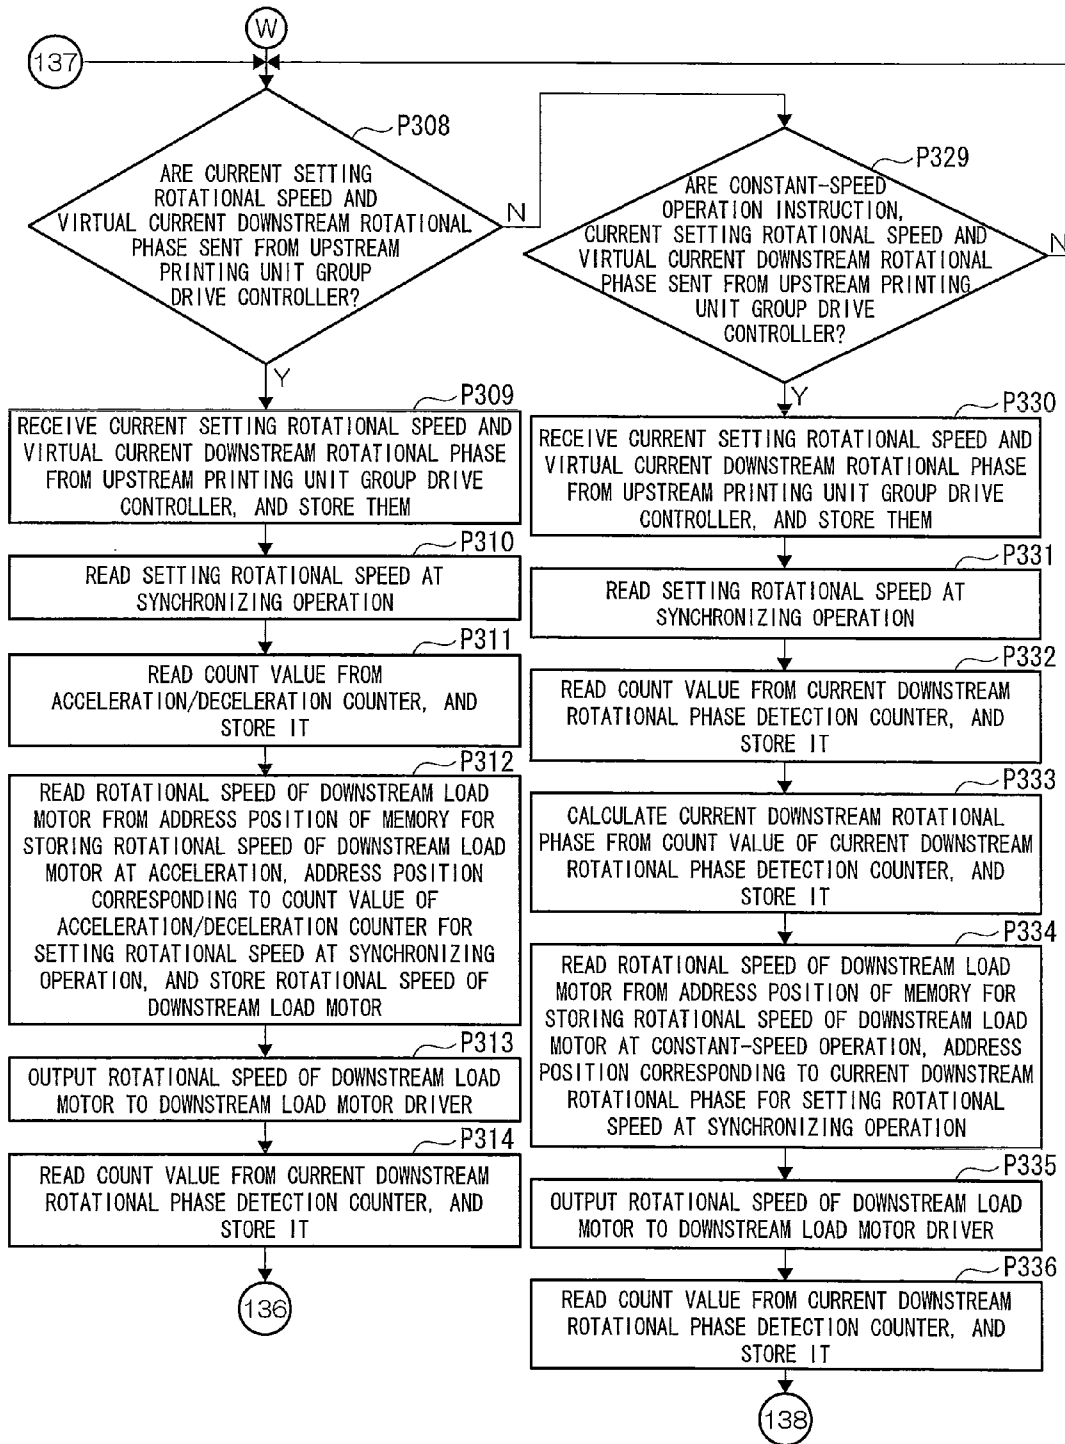 W
137
P308
ARE CURRENT SETTING
ROTATIONAL SPEED AND
VIRTUAL CURRENT DOWNSTREAM ROTATIONAL
PHASE SENT FROM UPSTREAM
PRINTING UNIT GROUP
DRIVE CONTROLLER?
N
Y
P309
RECEIVE CURRENT SETTING ROTATIONAL SPEED AND
VIRTUAL CURRENT DOWNSTREAM ROTATIONAL PHASE
FROM UPSTREAM PRINTING UNIT GROUP DRIVE
CONTROLLER, AND STORE THEM
P310
READ SETTING ROTATIONAL SPEED AT
SYNCHRONIZING OPERATION
P311
READ COUNT VALUE FROM
ACCELERATION/DECELERATION COUNTER, AND
STORE IT
P312
READ ROTATIONAL SPEED OF DOWNSTREAM LOAD
MOTOR FROM ADDRESS POSITION OF MEMORY FOR
STORING ROTATIONAL SPEED OF DOWNSTREAM LOAD
MOTOR AT ACCELERATION, ADDRESS POSITION
CORRESPONDING TO COUNT VALUE OF
ACCELERATION/DECELERATION COUNTER FOR
SETTING ROTATIONAL SPEED AT SYNCHRONIZING
OPERATION, AND STORE ROTATIONAL SPEED OF
DOWNSTREAM LOAD MOTOR
P313
OUTPUT ROTATIONAL SPEED OF DOWNSTREAM LOAD
MOTOR TO DOWNSTREAM LOAD MOTOR DRIVER
P314
READ COUNT VALUE FROM CURRENT DOWNSTREAM
ROTATIONAL PHASE DETECTION COUNTER, AND
STORE IT
136
P329
ARE CONSTANT-SPEED
OPERATION INSTRUCTION,
CURRENT SETTING ROTATIONAL SPEED AND
VIRTUAL CURRENT DOWNSTREAM ROTATIONAL
PHASE SENT FROM UPSTREAM PRINTING
UNIT GROUP DRIVE
CONTROLLER?
N
Y
P330
RECEIVE CURRENT SETTING ROTATIONAL SPEED AND
VIRTUAL CURRENT DOWNSTREAM ROTATIONAL PHASE
FROM UPSTREAM PRINTING UNIT GROUP DRIVE
CONTROLLER, AND STORE THEM
P331
READ SETTING ROTATIONAL SPEED AT
SYNCHRONIZING OPERATION
P332
READ COUNT VALUE FROM CURRENT DOWNSTREAM
ROTATIONAL PHASE DETECTION COUNTER, AND
STORE IT
P333
CALCULATE CURRENT DOWNSTREAM ROTATIONAL
PHASE FROM COUNT VALUE OF CURRENT DOWNSTREAM
ROTATIONAL PHASE DETECTION COUNTER, AND
STORE IT
P334
READ ROTATIONAL SPEED OF DOWNSTREAM LOAD
MOTOR FROM ADDRESS POSITION OF MEMORY FOR
STORING ROTATIONAL SPEED OF DOWNSTREAM LOAD
MOTOR AT CONSTANT-SPEED OPERATION, ADDRESS
POSITION CORRESPONDING TO CURRENT DOWNSTREAM
ROTATIONAL PHASE FOR SETTING ROTATIONAL
SPEED AT SYNCHRONIZING OPERATION
P335
OUTPUT ROTATIONAL SPEED OF DOWNSTREAM LOAD
MOTOR TO DOWNSTREAM LOAD MOTOR DRIVER
P336
READ COUNT VALUE FROM CURRENT DOWNSTREAM
ROTATIONAL PHASE DETECTION COUNTER, AND
STORE IT
138